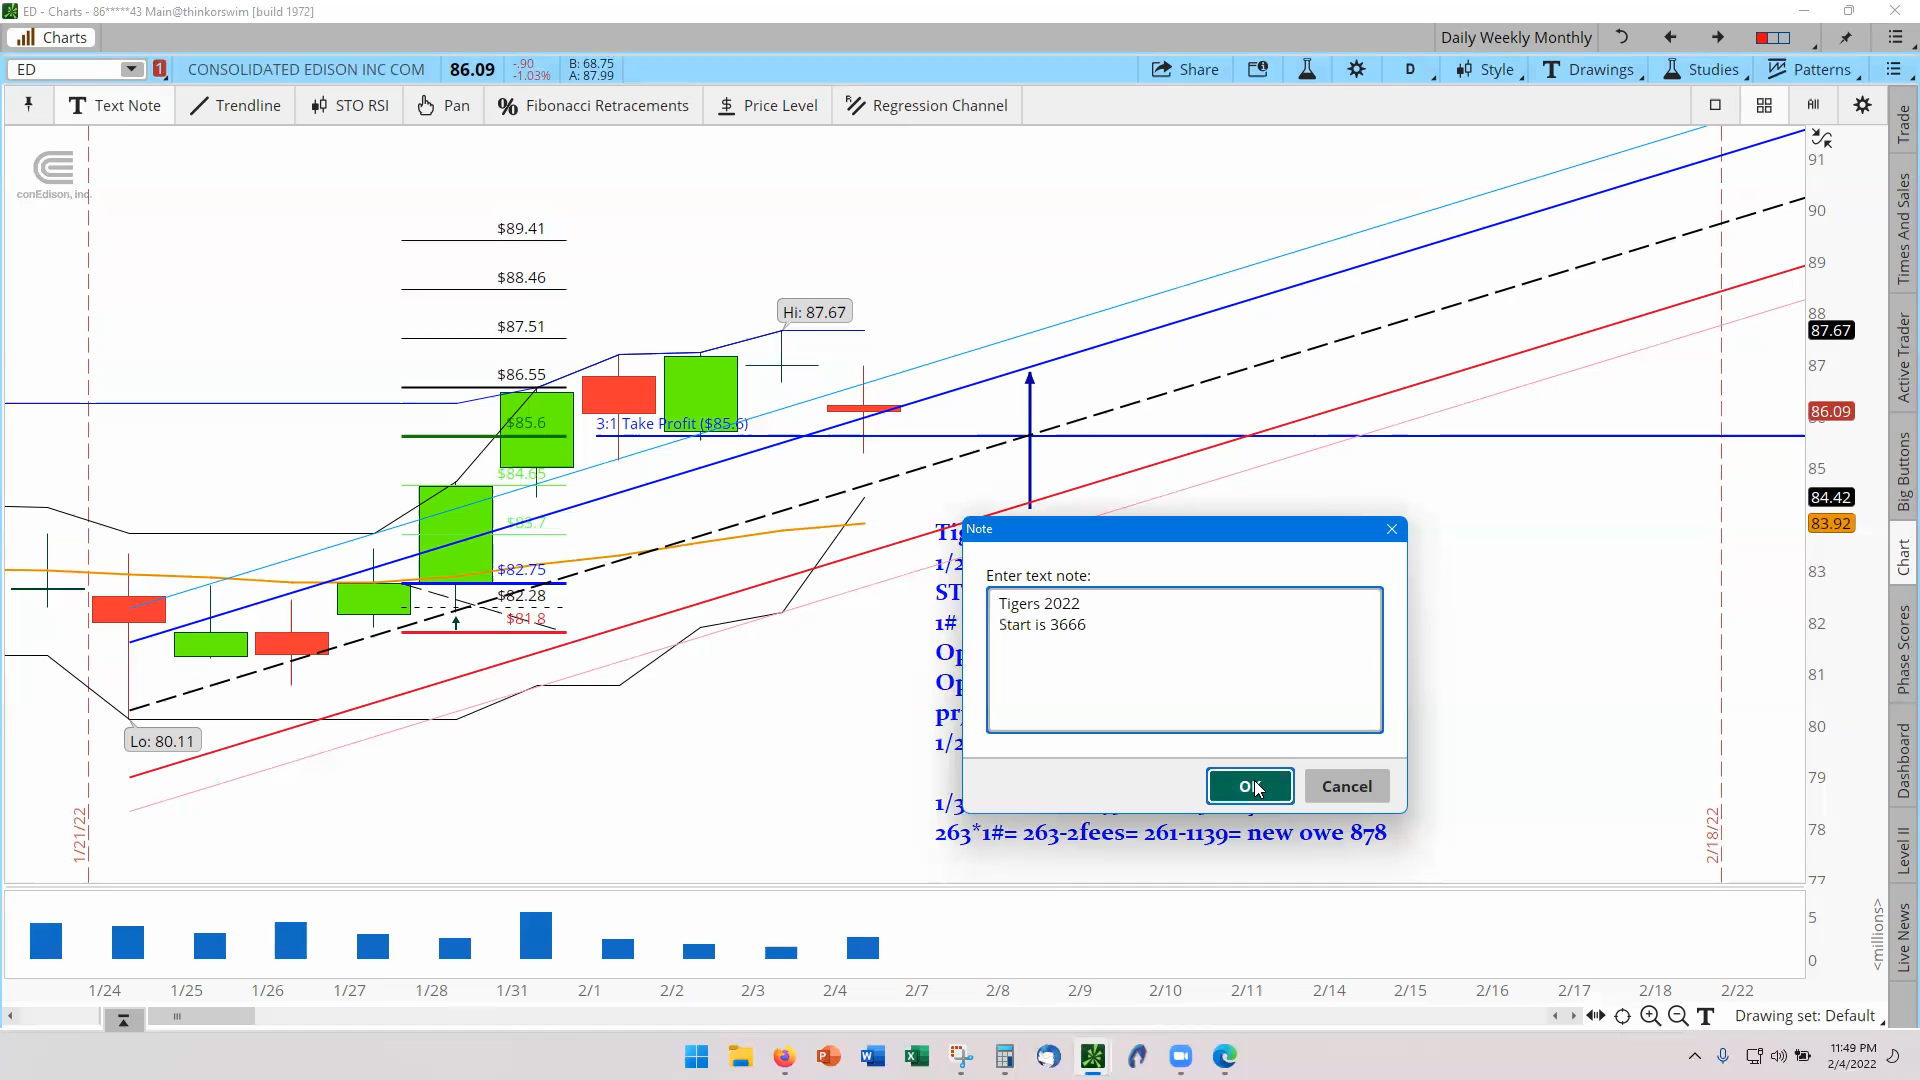 ED - Charts - 86*****43 Main@thinkorswim [build 1972]
Charts
Daily Weekly Monthly
ED
1
CONSOLIDATED EDISON INC COM
86.09
-.90
-1.03%
B: 68.75
A: 87.99
Share
D
Style
Drawings
Studies
Patterns
Text Note
Trendline
STO RSI
Pan
Fibonacci Retracements
Price Level
Regression Channel
All
conEdison, inc.
$89.41
$88.46
$87.51
$86.55
$85.6
$84.65
$83.7
$82.75
$82.28
$81.8
Hi: 87.67
3:1 Take Profit ($85.6)
Lo: 80.11
1/21/22
2/18/22
91
90
89
88
87.67
87
86.09
85
84.42
83.92
83
82
81
80
79
78
77
Note
Enter text note:
Tigers 2022
Start is 3666
OK
Cancel
1#
263*1#= 263-2fees= 261-1139= new owe 878
5
0
<millions>
1/24
1/25
1/26
1/27
1/28
1/31
2/1
2/2
2/3
2/4
2/7
2/8
2/9
2/10
2/11
2/14
2/15
2/16
2/17
2/18
2/22
Drawing set: Default
Trade
Times And Sales
Active Trader
Big Buttons
Chart
Phase Scores
Dashboard
Level II
Live News
11:49 PM
2/4/2022